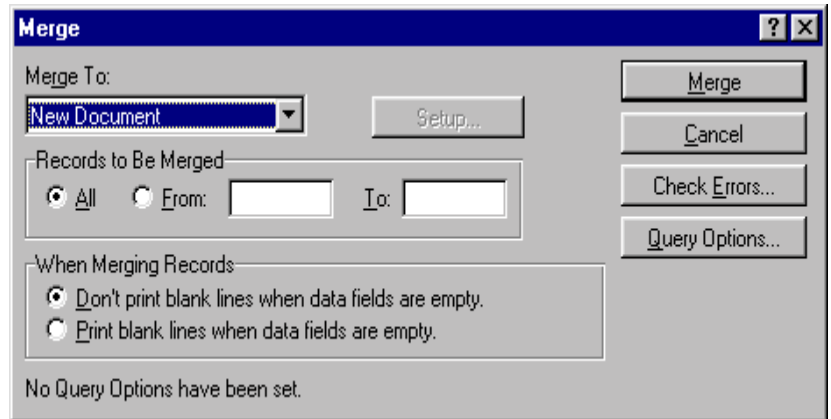 Merge
Merge To:
New Document
Setup...
Records to Be Merged
All From: To:
When Merging Records
Don't print blank lines when data fields are empty.
Print blank lines when data fields are empty.
No Query Options have been set.
? X
Merge
Cancel
Check Errors...
Query Options...